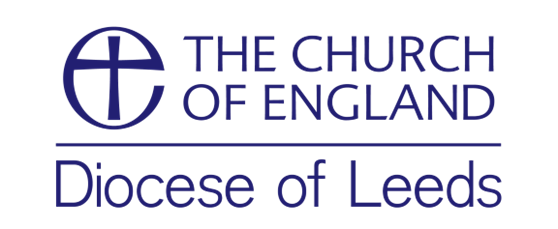 THE CHURCH
OF ENGLAND
Diocese of Leeds